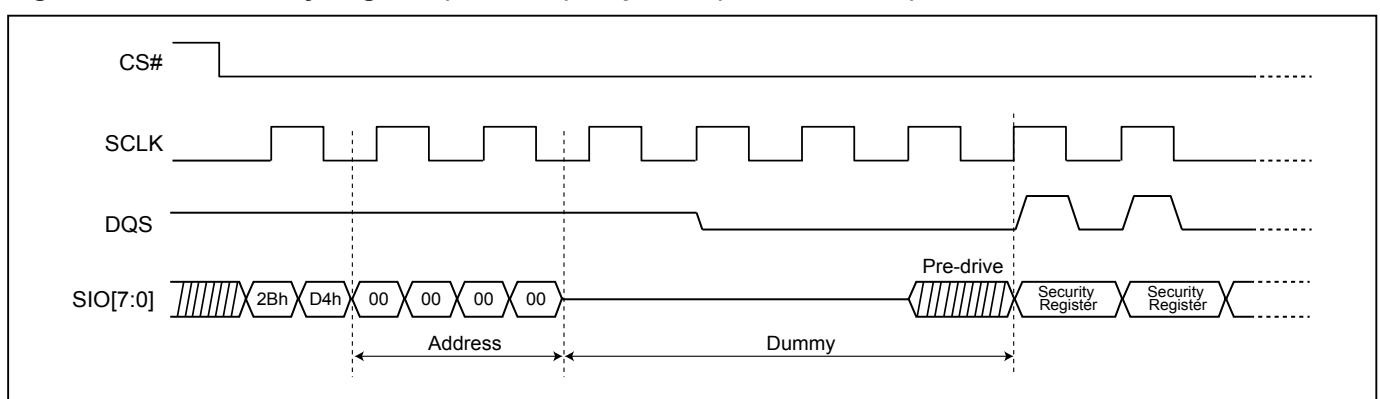 CS#
SCLK
DQS
Pre-drive
SIO[7:0]
2Bh D4h 00 00 00 00 Security Register Security Register
Address Dummy